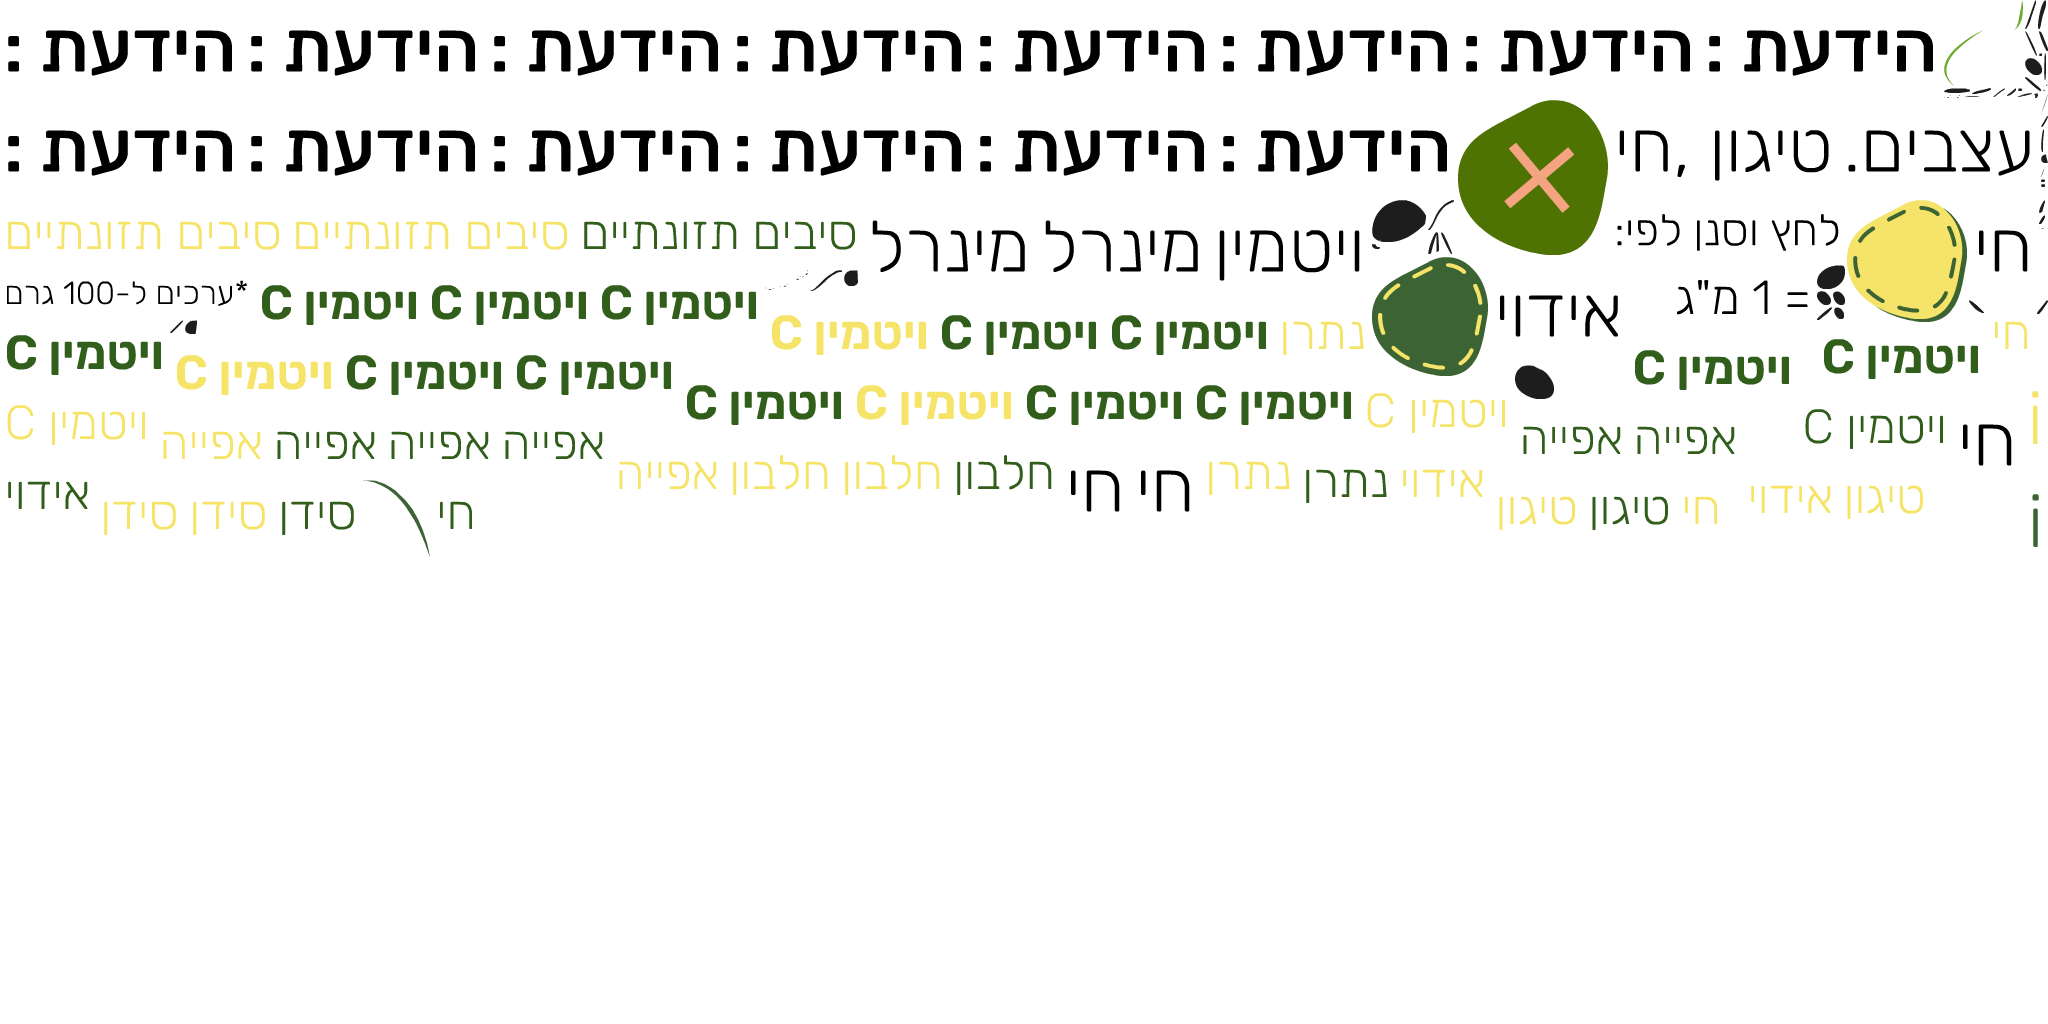 הידעת : הידעת : הידעת : הידעת : הידעת : הידעת : הידעת : הידעת :
עצבים. טיגון ,חי הידעת : הידעת : הידעת : הידעת : הידעת : הידעת :
חי לחץ וסנן לפי: ויטמין מינרל מינרל סיבים תזונתיים סיבים תזונתיים סיבים תזונתיים
= 1 מ"ג אידוי ויטמין C ויטמין C ויטמין C *ערכים ל-100 גרם
חי ויטמין C ויטמין C נתרן ויטמין C ויטמין C ויטמין C ויטמין C
ויטמין C ויטמין C ויטמין C
i חי ויטמין C אפייה אפייה ויטמין C ויטמין C ויטמין C ויטמין C ויטמין C
אפייה אפייה אפייה אפייה ויטמין C
i טיגון אידוי חי טיגון טיגון אידוי נתרן נתרן חי חי חלבון חלבון חלבון אפייה
חי סידן סידן סידן אידוי